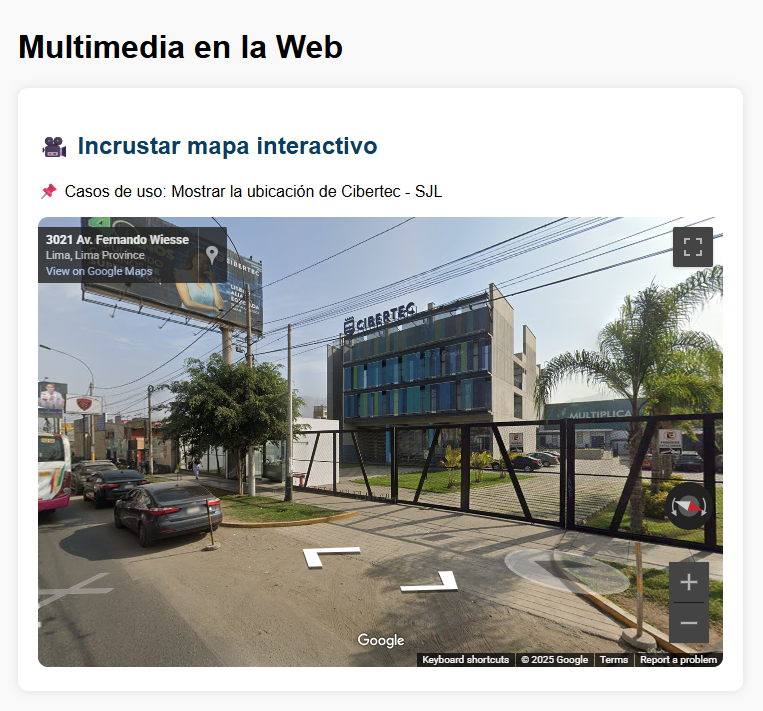 Multimedia en la Web
Incrustar mapa interactivo
Casos de uso: Mostrar la ubicación de Cibertec - SJL
3021 Av. Fernando Wiesse
Lima, Lima Province
View on Google Maps
CIBERTEC
CIBERTEC
MULTIPLICA
Google
Keyboard shortcuts
© 2025 Google
Terms
Report a problem